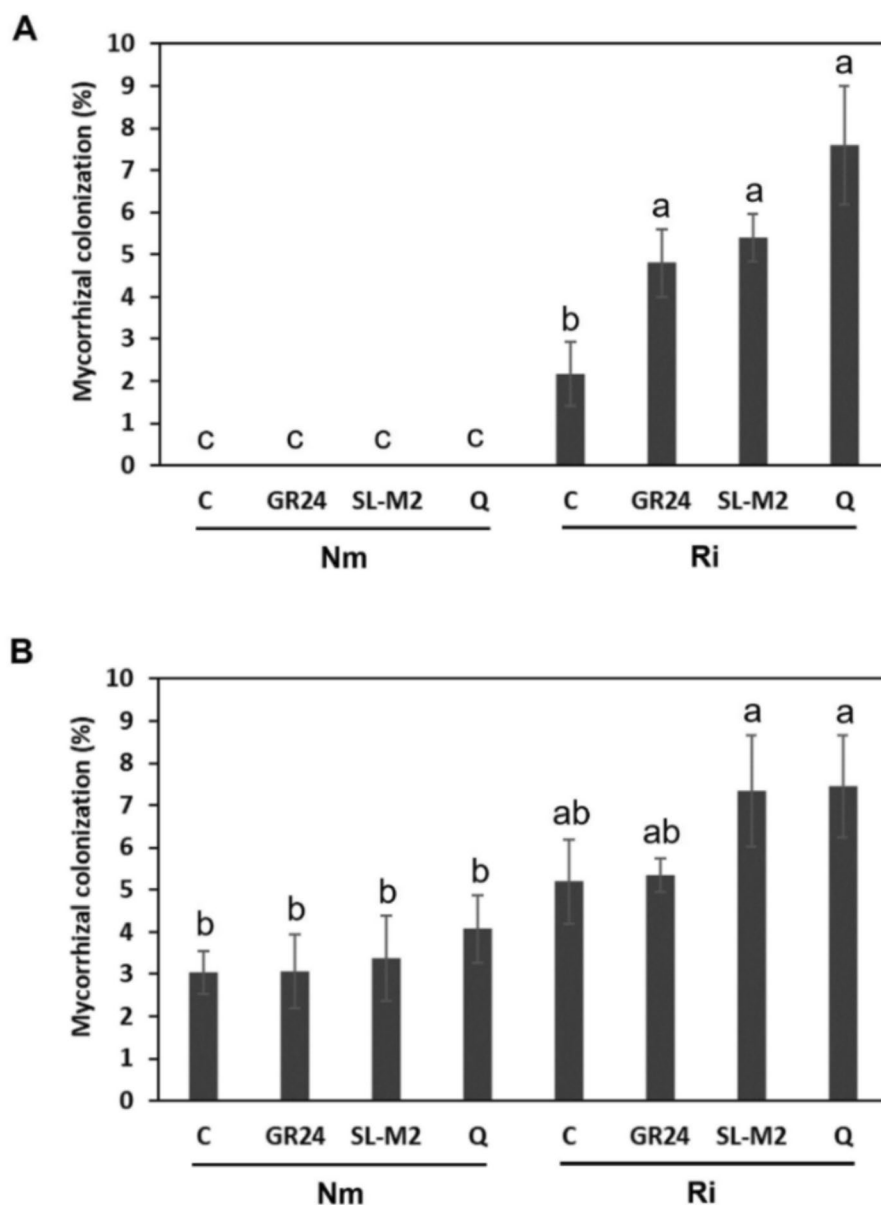 A
Mycorrhizal colonization (%)
10
9
8
7
6
5
4
3
2
1
0
c c c c b a a a
C GR24 SL-M2 Q C GR24 SL-M2 Q
Nm Ri
B
Mycorrhizal colonization (%)
10
9
8
7
6
5
4
3
2
1
0
b b b b ab ab a a
C GR24 SL-M2 Q C GR24 SL-M2 Q
Nm Ri